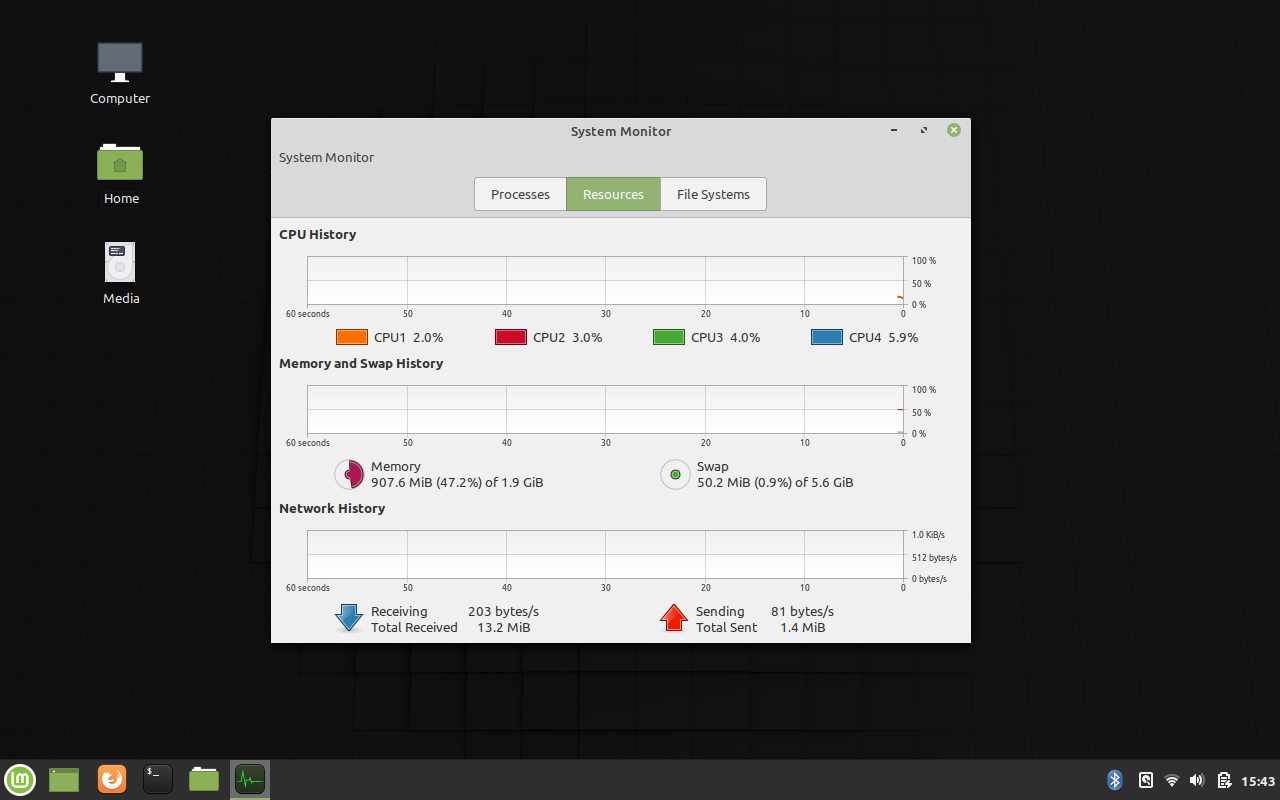 Computer
Home
Media
System Monitor
System Monitor
Processes Resources File Systems
CPU History
100 %
50 %
0 %
60 seconds 50 40 30 20 10 0
CPU1 2.0% CPU2 3.0% CPU3 4.0% CPU4 5.9%
Memory and Swap History
100 %
50 %
0 %
60 seconds 50 40 30 20 10 0
Memory
907.6 MiB (47.2%) of 1.9 GiB
Swap
50.2 MiB (0.9%) of 5.6 GiB
Network History
1.0 KiB/s
512 bytes/s
0 bytes/s
60 seconds 50 40 30 20 10 0
Receiving 203 bytes/s
Total Received 13.2 MiB
Sending 81 bytes/s
Total Sent 1.4 MiB
lm
$_
15:43